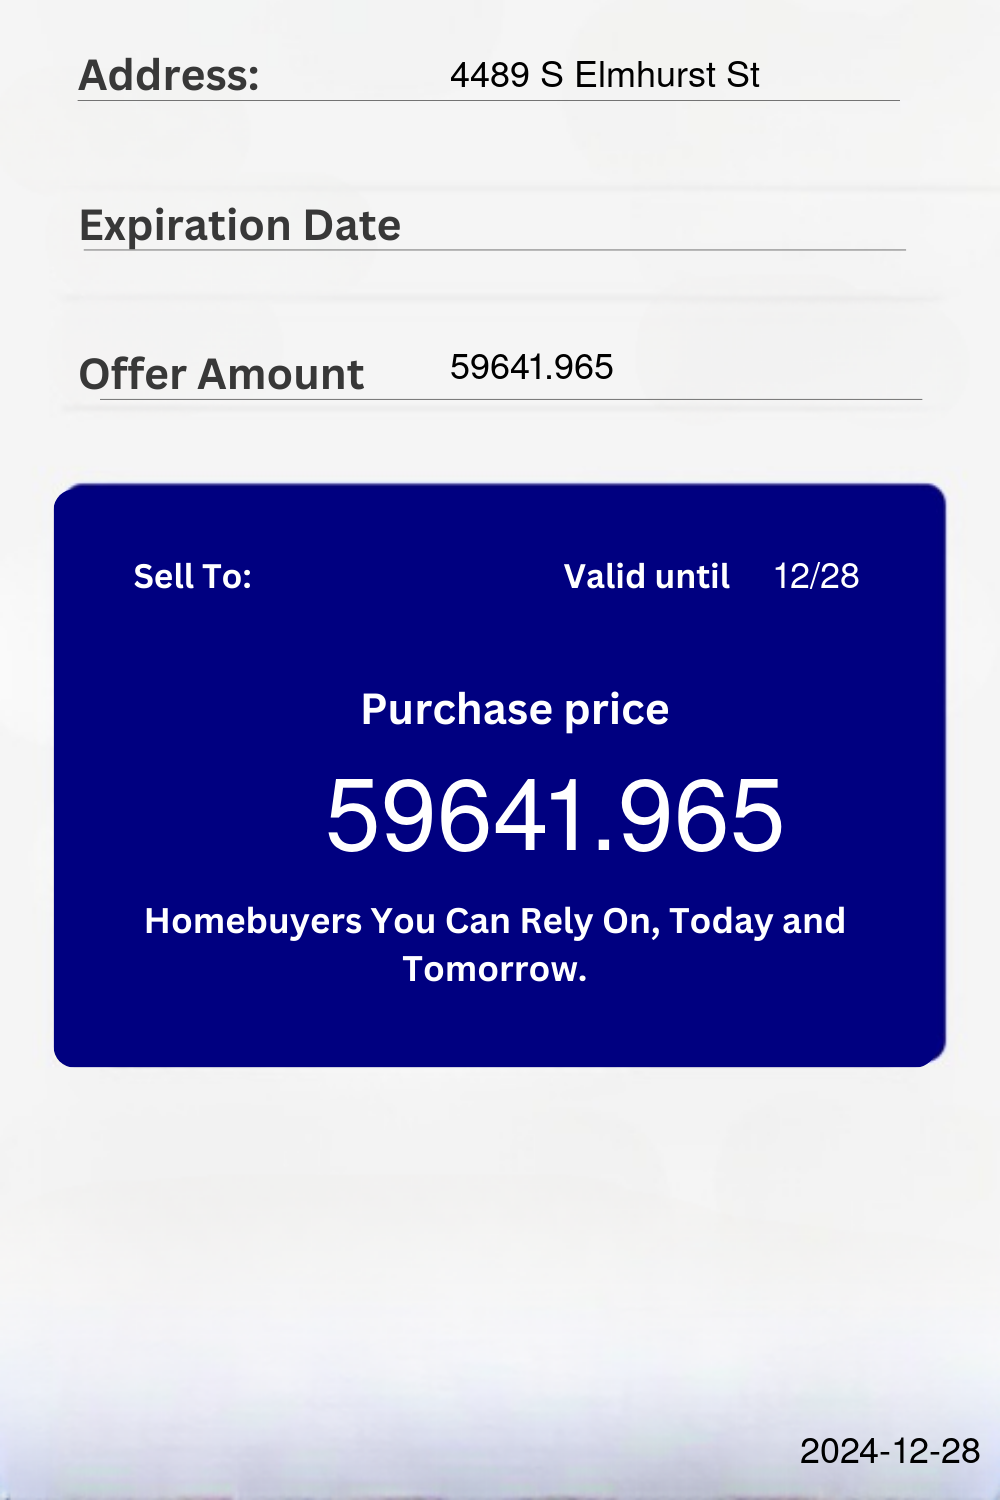 Address: 4489 S Elmhurst St
Expiration Date
Offer Amount 59641.965
Sell To: Valid until 12/28
Purchase price
59641.965
Homebuyers You Can Rely On, Today and
Tomorrow.
2024-12-28